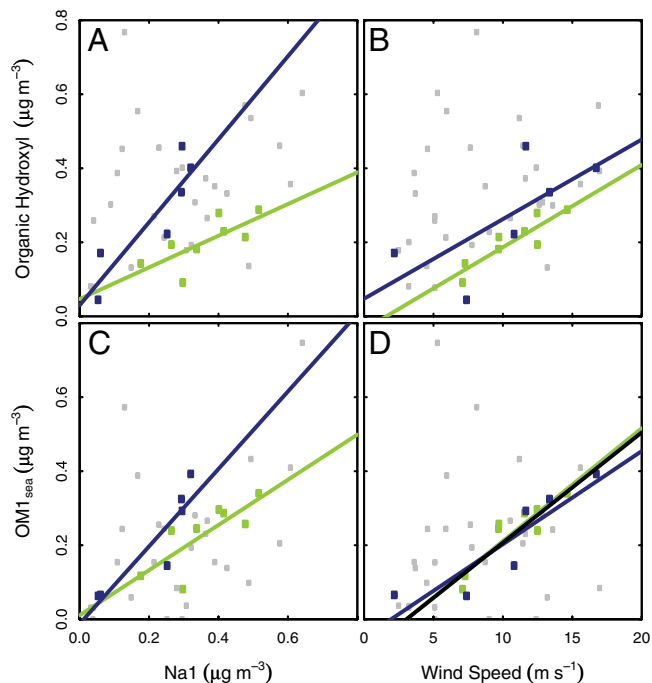 A
B
Organic Hydroxyl (μg m⁻³)
0.0 0.2 0.4 0.6 0.8
C
D
OM1sea (μg m⁻³)
0.0 0.2 0.4 0.6
0.0 0.2 0.4 0.6
0 5 10 15 20
Na1 (μg m⁻³)
Wind Speed (m s⁻¹)